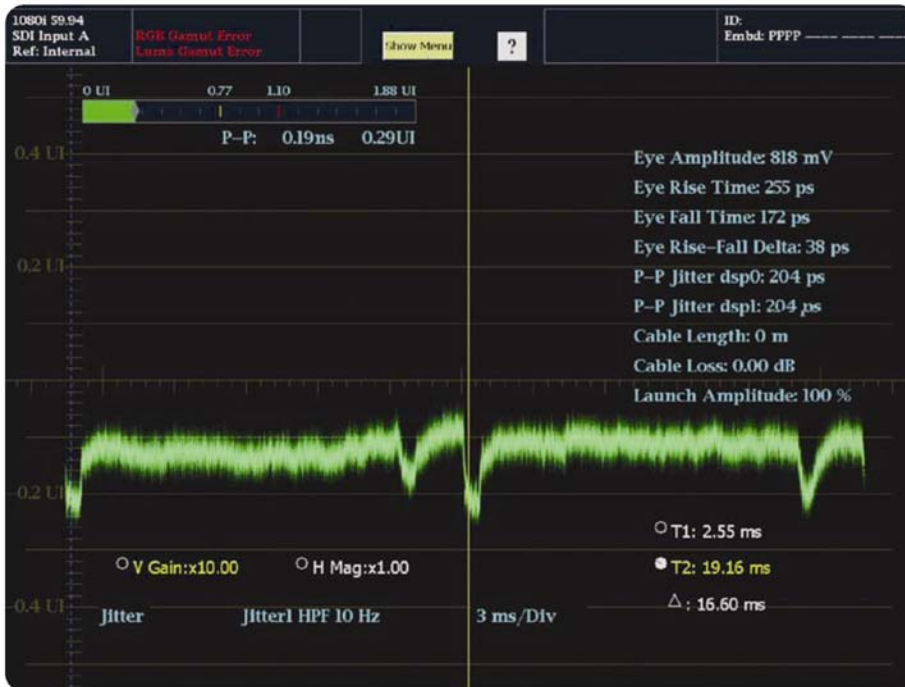 1080i 59.94
SDI Input A
Ref: Internal
RGB Gamut Error
Luma Gamut Error
Show Menu
?
ID:
Embd: PPPP ---- ---- ----
0 UI 0.77 1.10 1.88 UI
P-P: 0.19ns 0.29UI
0.4 UI
0.2 UI
Eye Amplitude: 818 mV
Eye Rise Time: 255 ps
Eye Fall Time: 172 ps
Eye Rise-Fall Delta: 38 ps
P-P Jitter dsp0: 204 ps
P-P Jitter dsp1: 204 ps
Cable Length: 0 m
Cable Loss: 0.00 dB
Launch Amplitude: 100 %
-0.2 UI
T1: 2.55 ms
V Gain:x10.00 H Mag:x1.00 T2: 19.16 ms
Δ: 16.60 ms
-0.4 UI
Jitter Jitter1 HPF 10 Hz 3 ms/Div